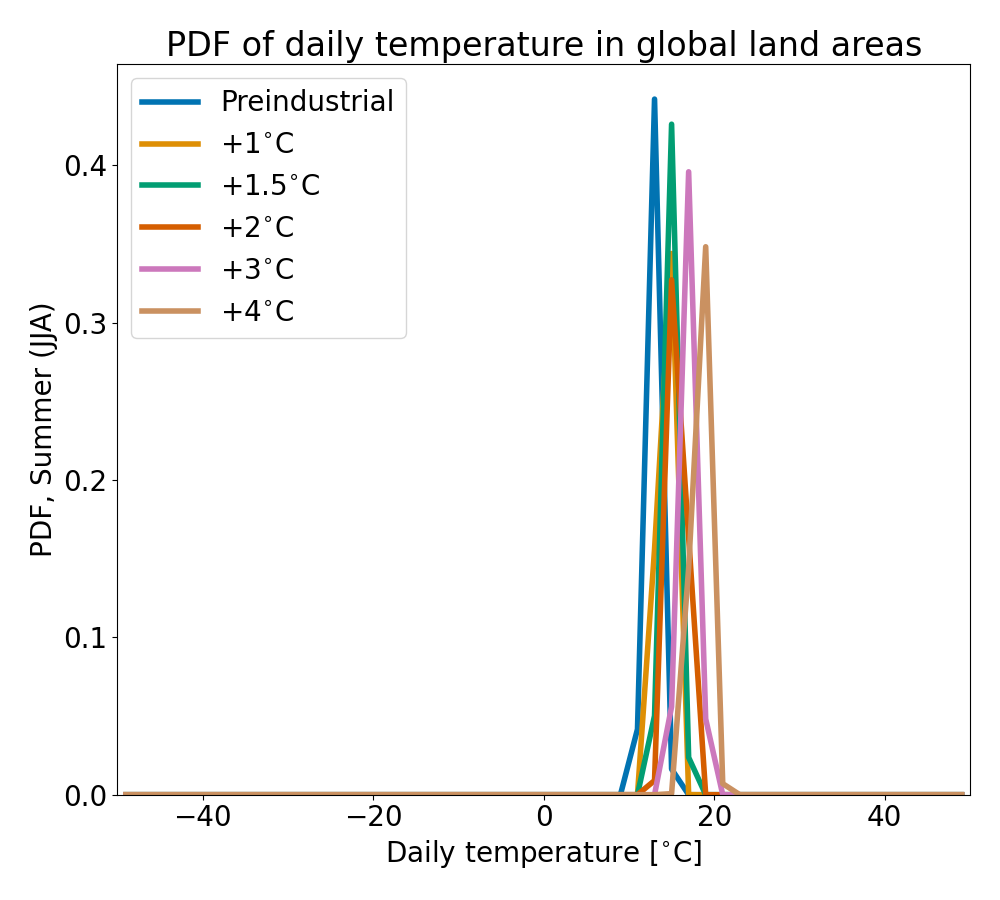 PDF of daily temperature in global land areas
Preindustrial
+1°C
+1.5°C
+2°C
+3°C
+4°C
PDF, Summer (JJA)
0.4
0.3
0.2
0.1
0.0
−40 −20 0 20 40
Daily temperature [°C]